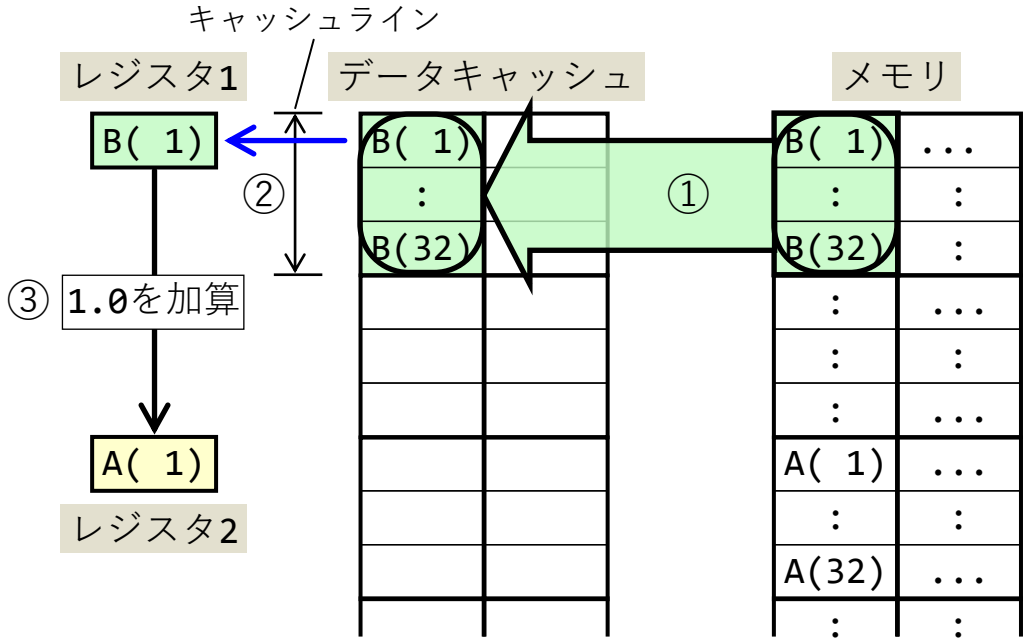 キャッシュライン
レジスタ1 データキャッシュ メモリ
B( 1) B( 1) B( 1) ...
② : ① : :
B(32) B(32) :
③ 1.0を加算 : ...
: :
: ...
A( 1) A( 1) ...
レジスタ2 : :
A(32) ...
: :